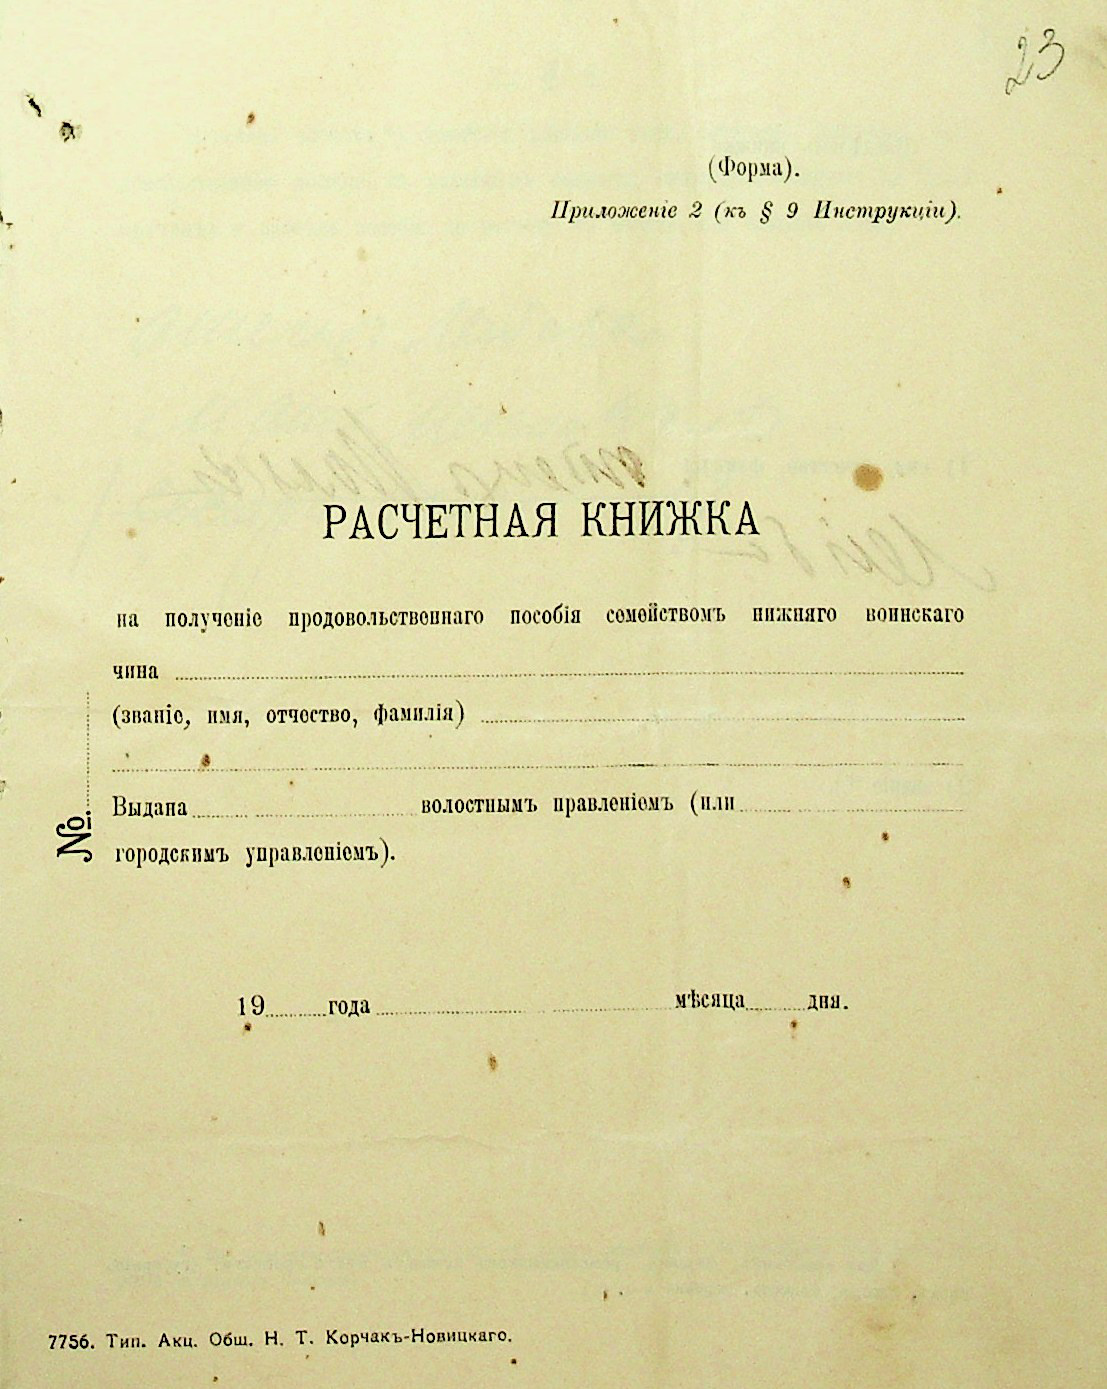 23
(Форма).
Приложеніе 2 (къ § 9 Инструкціи).
РАСЧЕТНАЯ КНИЖКА
на полученіе продовольственнаго пособія семействомъ нижняго воинскаго
чина
(званіе, имя, отчество, фамилія)
Выдана волостнымъ правленіемъ (или
городскимъ управленіемъ).
№
19 года мѣсяца дня.
7756. Тип. Акц. Общ. Н. Т. Корчакъ-Новицкаго.